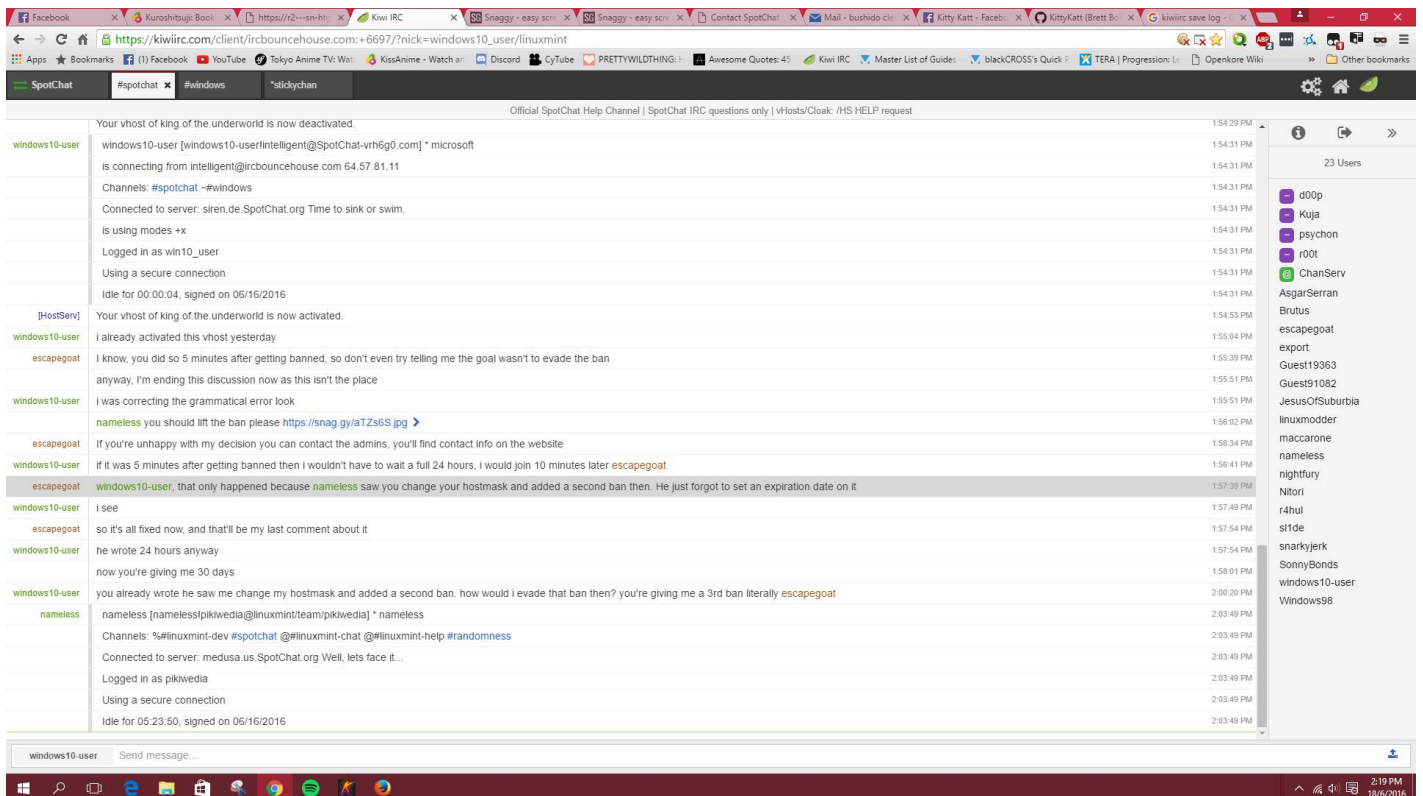 Facebook
Kuroshitsuji: Book
https://r2---sn-htg
Kiwi IRC
Snaggy - easy scre
Snaggy - easy scre
Contact SpotChat
Mail - bushido cle
Kitty Katt - Facebo
KittyKatt (Brett Bo
kiwiirc save log - G
https://kiwiirc.com/client/ircbouncehouse.com:+6697/?nick=windows10_user/linuxmint
Apps
Bookmarks
(1) Facebook
YouTube
Tokyo Anime TV: Wat
KissAnime - Watch an
Discord
CyTube
PRETTYWILDTHING: H
Awesome Quotes: 45
Kiwi IRC
Master List of Guides
blackCROSS's Quick F
TERA | Progression: Le
Openkore Wiki
»
Other bookmarks
SpotChat
#spotchat
#windows
*stickychan
Official SpotChat Help Channel | SpotChat IRC questions only | vHosts/Cloak: /HS HELP request
Your vhost of king.of.the.underworld is now deactivated. 1:54:29 PM
windows10-user windows10-user [windows10-user!intelligent@SpotChat-vrh6g0.com] * microsoft 1:54:31 PM
is connecting from intelligent@ircbouncehouse.com 64.57.81.11 1:54:31 PM
Channels: #spotchat ~#windows 1:54:31 PM
Connected to server: siren.de.SpotChat.org Time to sink or swim. 1:54:31 PM
is using modes +x 1:54:31 PM
Logged in as win10_user 1:54:31 PM
Using a secure connection 1:54:31 PM
Idle for 00:00:04, signed on 06/16/2016 1:54:31 PM
[HostServ] Your vhost of king.of.the.underworld is now activated. 1:54:53 PM
windows10-user i already activated this vhost yesterday 1:55:04 PM
escapegoat I know, you did so 5 minutes after getting banned, so don't even try telling me the goal wasn't to evade the ban 1:55:39 PM
anyway, I'm ending this discussion now as this isn't the place 1:55:51 PM
windows10-user i was correcting the grammatical error look 1:55:51 PM
nameless you should lift the ban please https://snag.gy/aTZs6S.jpg 1:56:02 PM
escapegoat If you're unhappy with my decision you can contact the admins, you'll find contact info on the website 1:56:34 PM
windows10-user if it was 5 minutes after getting banned then i wouldn't have to wait a full 24 hours, i would join 10 minutes later escapegoat 1:56:41 PM
escapegoat windows10-user, that only happened because nameless saw you change your hostmask and added a second ban then. He just forgot to set an expiration date on it 1:57:39 PM
windows10-user i see 1:57:49 PM
escapegoat so it's all fixed now, and that'll be my last comment about it 1:57:54 PM
windows10-user he wrote 24 hours anyway 1:57:54 PM
now you're giving me 30 days 1:58:01 PM
windows10-user you already wrote he saw me change my hostmask and added a second ban. how would i evade that ban then? you're giving me a 3rd ban literally escapegoat 2:00:20 PM
nameless nameless [nameless!pikiwedia@linuxmint/team/pikiwedia] * nameless 2:03:49 PM
Channels: %#linuxmint-dev #spotchat @#linuxmint-chat @#linuxmint-help #randomness 2:03:49 PM
Connected to server: medusa.us.SpotChat.org Well, lets face it... 2:03:49 PM
Logged in as pikiwedia 2:03:49 PM
Using a secure connection 2:03:49 PM
Idle for 05:23:50, signed on 06/16/2016 2:03:49 PM
23 Users
d00p
Kuja
psychon
r00t
ChanServ
AsgarSerran
Brutus
escapegoat
export
Guest19363
Guest91082
JesusOfSuburbia
linuxmodder
maccarone
nameless
nightfury
Nitori
r4hul
sl1de
snarkyjerk
SonnyBonds
windows10-user
Windows98
windows10-user Send message...
2:19 PM
18/6/2016